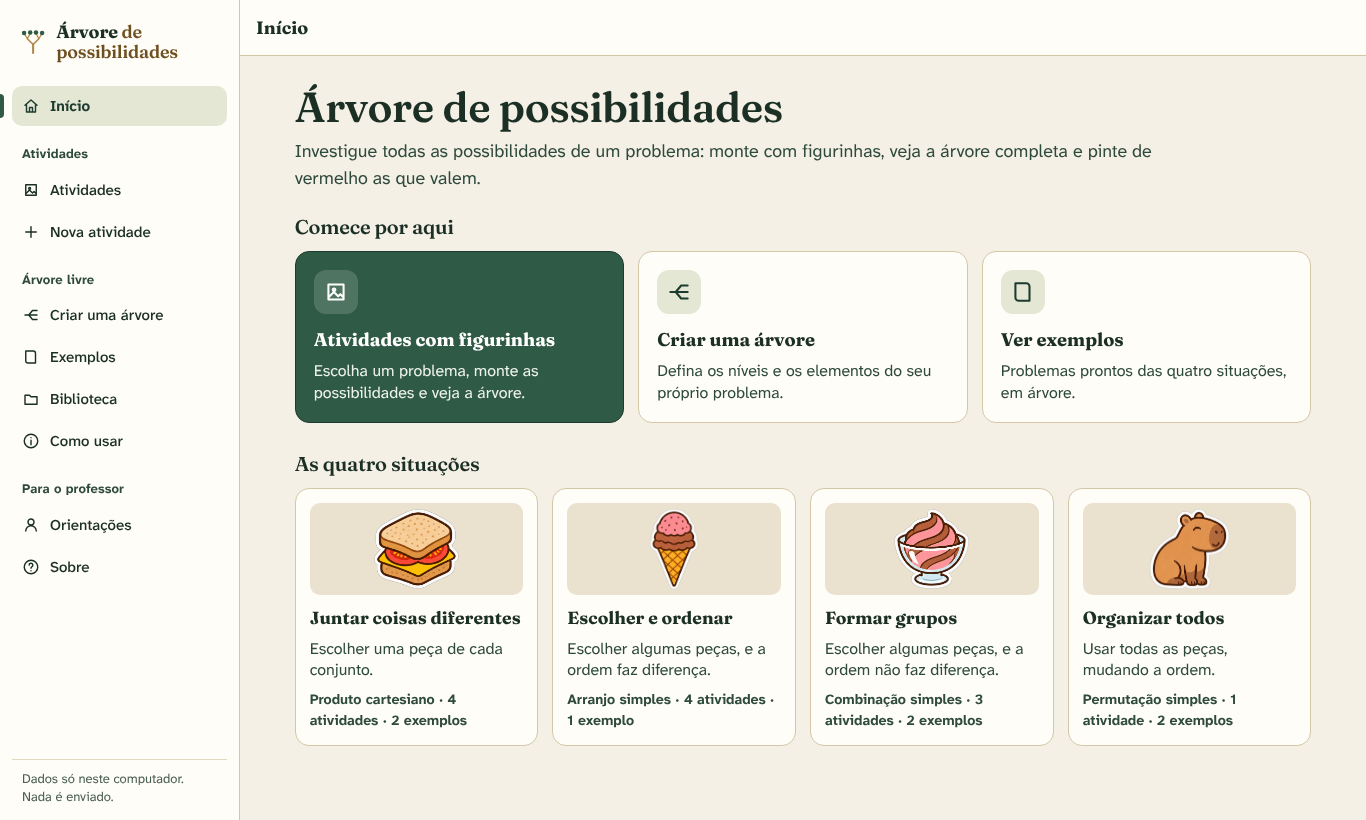 Árvore de
possibilidades
Início
Atividades
Atividades
Nova atividade
Árvore livre
Criar uma árvore
Exemplos
Biblioteca
Como usar
Para o professor
Orientações
Sobre
Dados só neste computador.
Nada é enviado.
Início
Árvore de possibilidades
Investigue todas as possibilidades de um problema: monte com figurinhas, veja a árvore completa e pinte de
vermelho as que valem.
Comece por aqui
Atividades com figurinhas
Escolha um problema, monte as
possibilidades e veja a árvore.
Criar uma árvore
Defina os níveis e os elementos do seu
próprio problema.
Ver exemplos
Problemas prontos das quatro situações,
em árvore.
As quatro situações
Juntar coisas diferentes
Escolher uma peça de cada
conjunto.
Produto cartesiano · 4
atividades · 2 exemplos
Escolher e ordenar
Escolher algumas peças, e a
ordem faz diferença.
Arranjo simples · 4 atividades ·
1 exemplo
Formar grupos
Escolher algumas peças, e a
ordem não faz diferença.
Combinação simples · 3
atividades · 2 exemplos
Organizar todos
Usar todas as peças,
mudando a ordem.
Permutação simples · 1
atividade · 2 exemplos